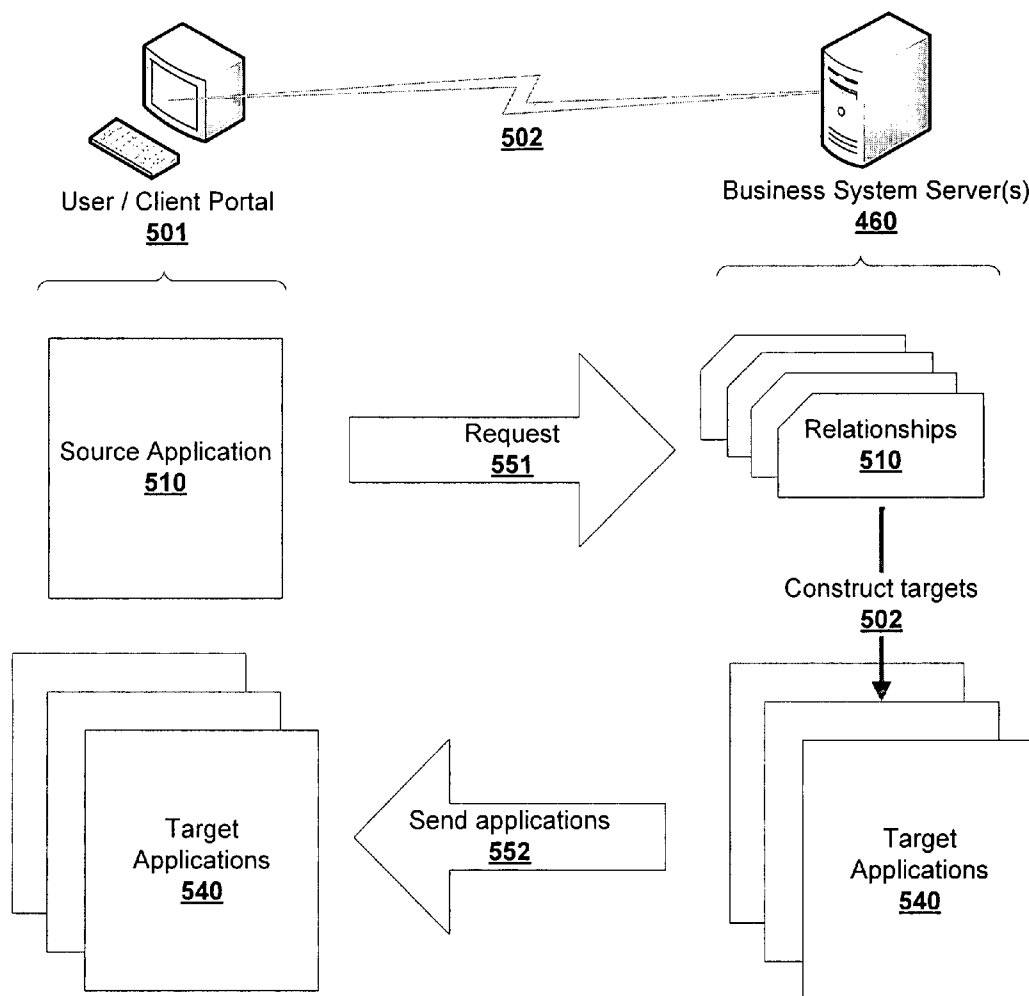 502
User / Client Portal
501
Business System Server(s)
460
Source Application
510
Request
551
Relationships
510
Construct targets
502
Target
Applications
540
Send applications
552
Target
Applications
540